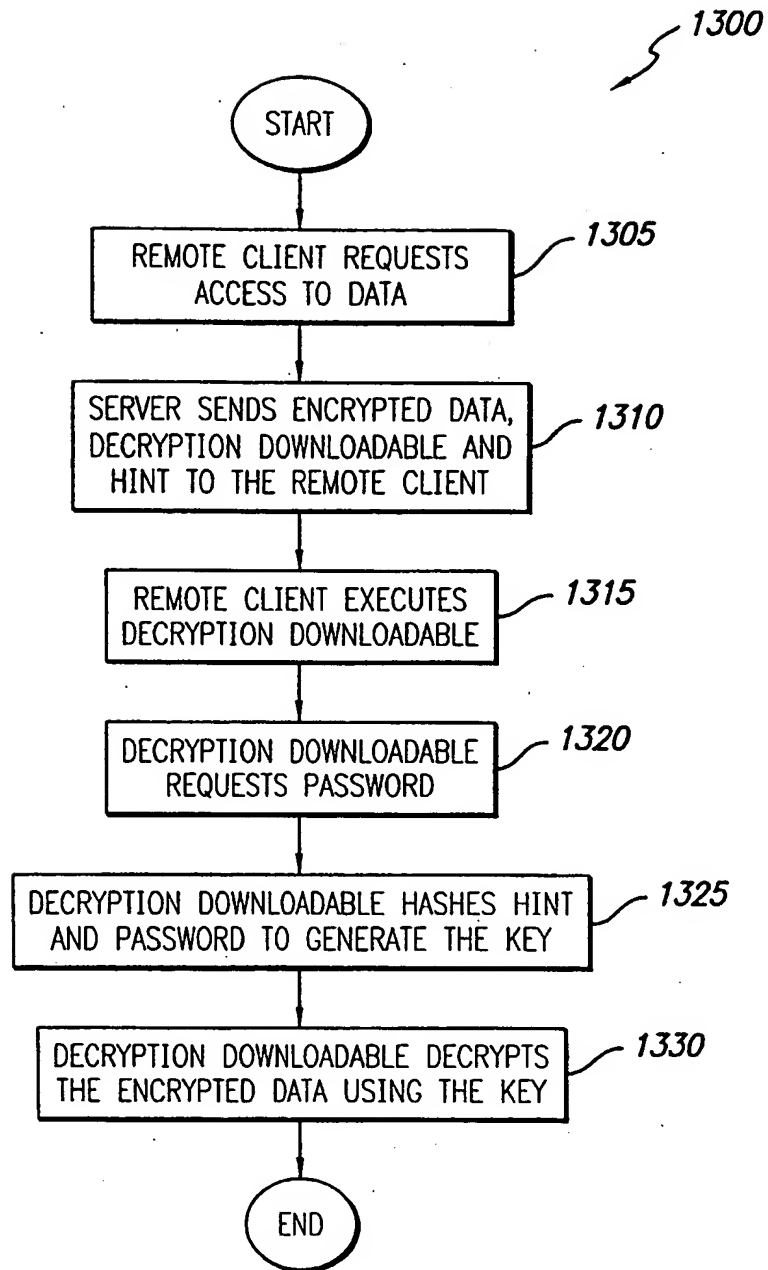 1300
START
REMOTE CLIENT REQUESTS
ACCESS TO DATA
1305
SERVER SENDS ENCRYPTED DATA,
DECRYPTION DOWNLOADABLE AND
HINT TO THE REMOTE CLIENT
1310
REMOTE CLIENT EXECUTES
DECRYPTION DOWNLOADABLE
1315
DECRYPTION DOWNLOADABLE
REQUESTS PASSWORD
1320
DECRYPTION DOWNLOADABLE HASHES HINT
AND PASSWORD TO GENERATE THE KEY
1325
DECRYPTION DOWNLOADABLE DECRYPTS
THE ENCRYPTED DATA USING THE KEY
1330
END